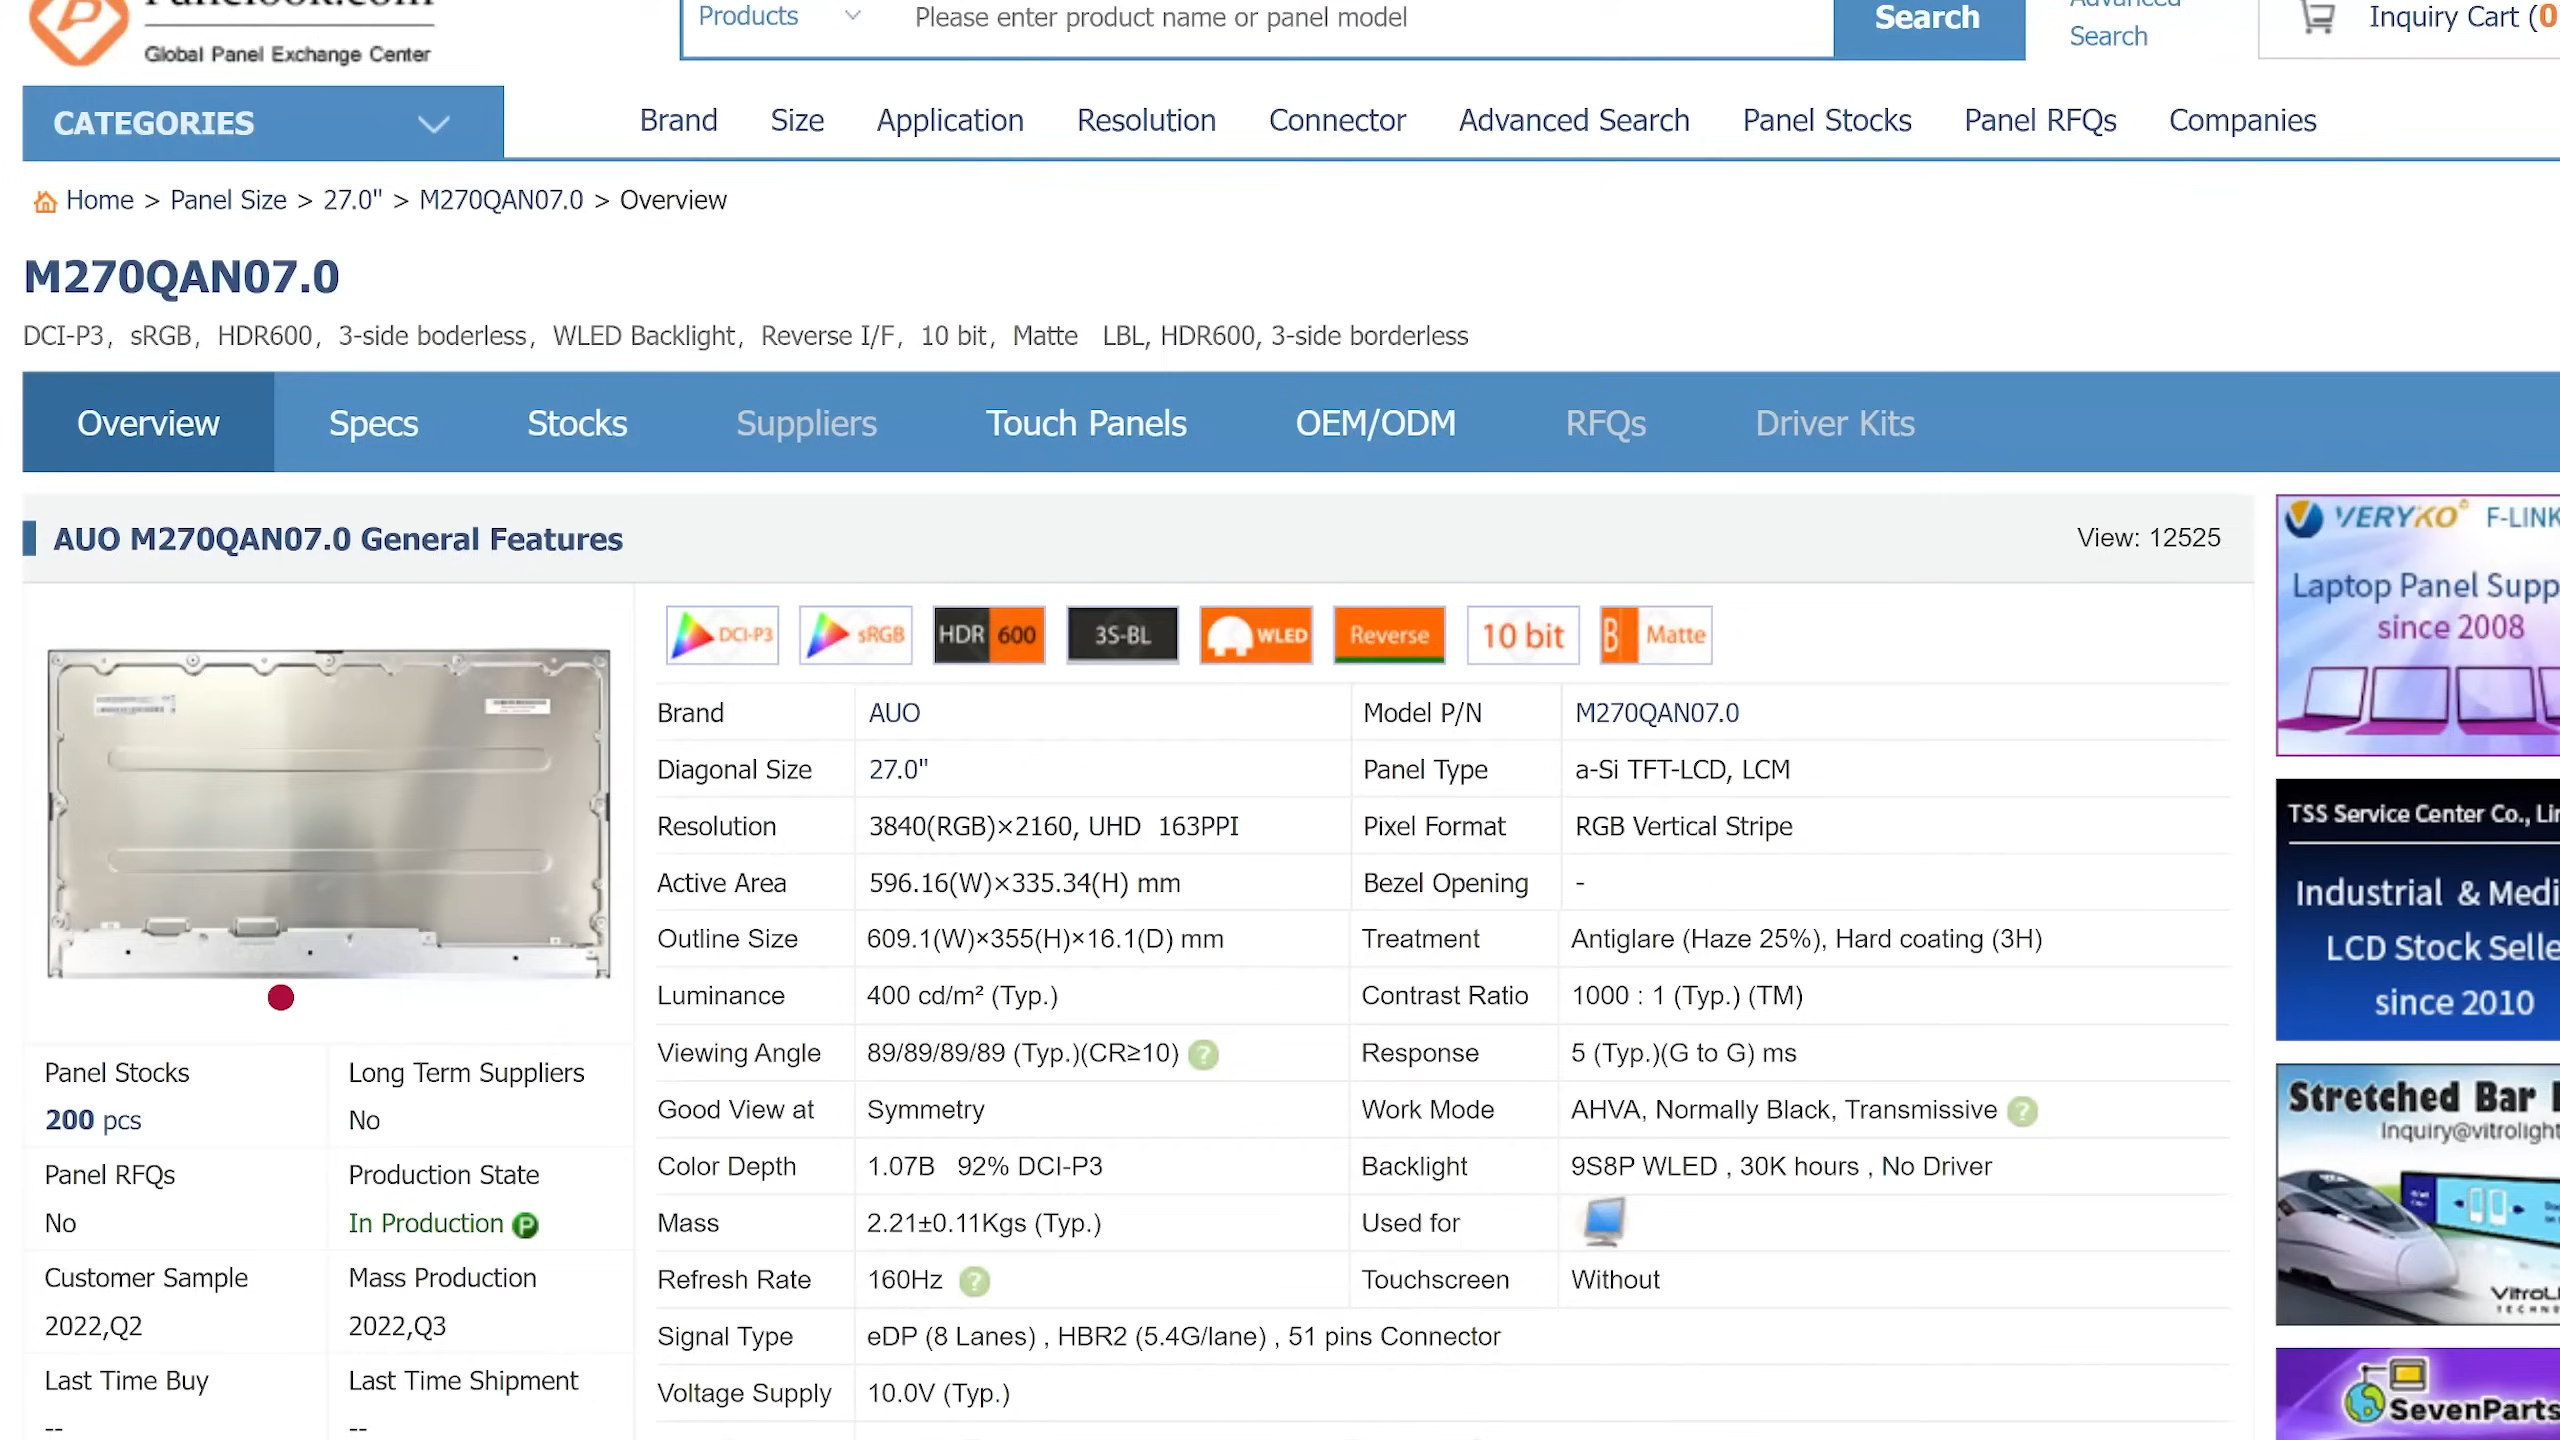 Panelook.com
Global Panel Exchange Center
Products
Please enter product name or panel model
Search
Advanced
Search
Inquiry Cart (0
CATEGORIES
Brand
Size
Application
Resolution
Connector
Advanced Search
Panel Stocks
Panel RFQs
Companies
Home > Panel Size > 27.0" > M270QAN07.0 > Overview
M270QAN07.0
DCI-P3, sRGB, HDR600, 3-side boderless, WLED Backlight, Reverse I/F, 10 bit, Matte LBL, HDR600, 3-side borderless
Overview
Specs
Stocks
Suppliers
Touch Panels
OEM/ODM
RFQs
Driver Kits
AUO M270QAN07.0 General Features
View: 12525
DCI-P3
sRGB
HDR 600
3S-BL
WLED
Reverse
10 bit
B Matte
Brand AUO Model P/N M270QAN07.0
Diagonal Size 27.0" Panel Type a-Si TFT-LCD, LCM
Resolution 3840(RGB)×2160, UHD 163PPI Pixel Format RGB Vertical Stripe
Active Area 596.16(W)×335.34(H) mm Bezel Opening -
Outline Size 609.1(W)×355(H)×16.1(D) mm Treatment Antiglare (Haze 25%), Hard coating (3H)
Luminance 400 cd/m² (Typ.) Contrast Ratio 1000 : 1 (Typ.) (TM)
Viewing Angle 89/89/89/89 (Typ.)(CR≥10) ? Response 5 (Typ.)(G to G) ms
Good View at Symmetry Work Mode AHVA, Normally Black, Transmissive ?
Color Depth 1.07B 92% DCI-P3 Backlight 9S8P WLED , 30K hours , No Driver
Mass 2.21±0.11Kgs (Typ.) Used for
Refresh Rate 160Hz ? Touchscreen Without
Signal Type eDP (8 Lanes) , HBR2 (5.4G/lane) , 51 pins Connector
Voltage Supply 10.0V (Typ.)
Panel Stocks
200 pcs
Long Term Suppliers
No
Panel RFQs
No
Production State
In Production P
Customer Sample
2022,Q2
Mass Production
2022,Q3
Last Time Buy
--
Last Time Shipment
--
VERYKO F-LINK
Laptop Panel Supp
since 2008
TSS Service Center Co., Li
Industrial & Medi
LCD Stock Selle
since 2010
Stretched Bar
Inquiry@vitrolight
VitroLi
TECHN
SevenParts